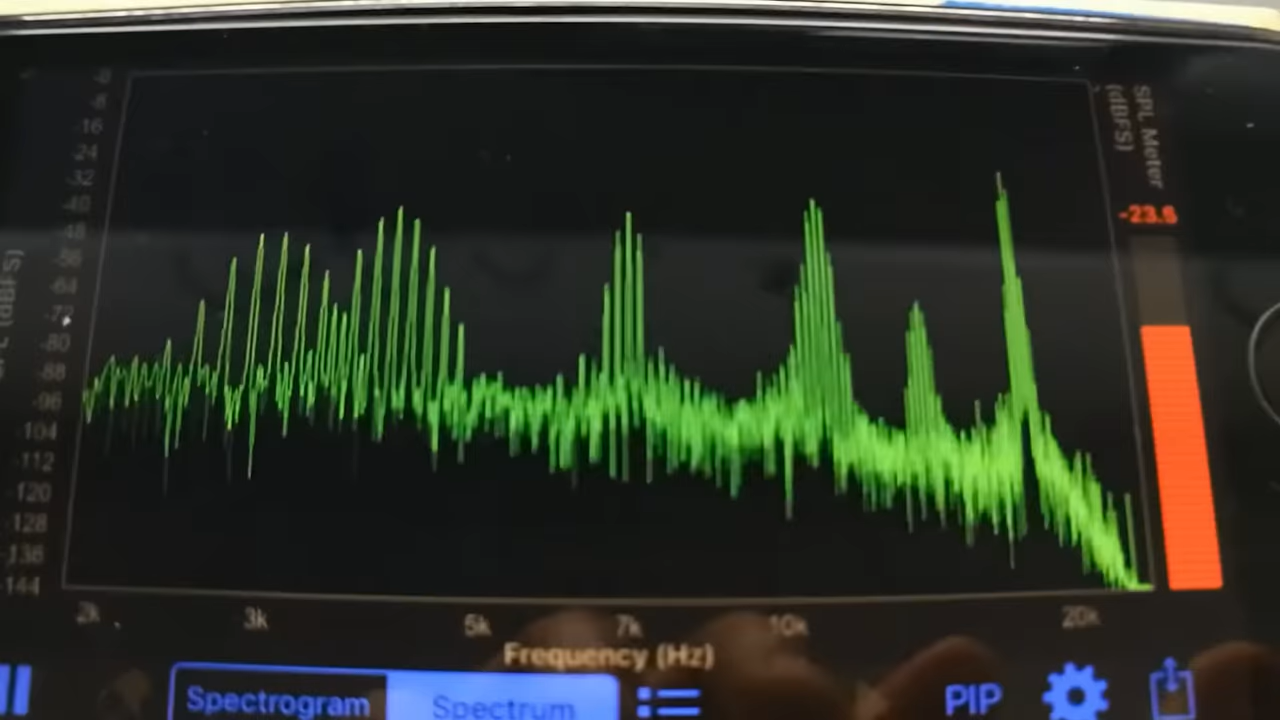 -8
-16
-24
-32
-40
-48
-56
-64
-72
-80
-88
-96
-104
-112
-120
-128
-136
-144
(dBFS)
SPL Meter
(dBFS)
-23.6
2k
3k
5k
7k
10k
20k
Frequency (Hz)
Spectrogram
Spectrum
PIP